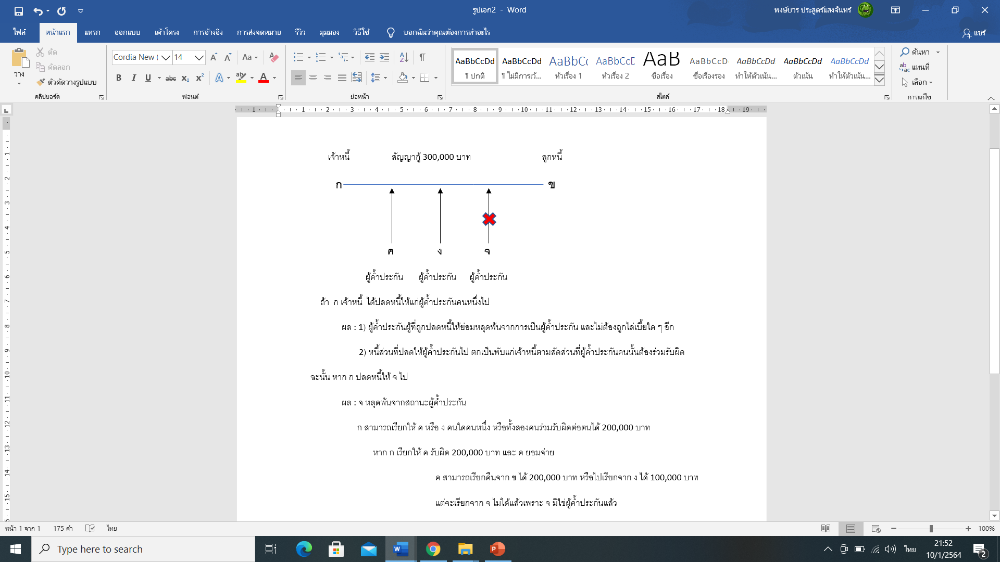 รูปเอก2 - Word
พงษ์บวร ประสูตร์แสงจันทร์
ไฟล์ หน้าแรก แทรก ออกแบบ เค้าโครง การอ้างอิง การส่งจดหมาย รีวิว มุมมอง วิธีใช้ บอกฉันว่าคุณต้องการทำอะไร แชร์
วาง
ตัด
คัดลอก
ตัวคัดวางรูปแบบ
คลิปบอร์ด
Cordia New ( 14
B I U abc x₂ x²
ฟอนต์
ย่อหน้า
AaBbCcDd AaBbCcDd AaBbCc AaBbCcE AaB AaBbCcD AaBbCcDd AaBbCcDd AaBbCcDd
¶ ปกติ ¶ ไม่มีการเว้... หัวเรื่อง 1 หัวเรื่อง 2 ชื่อเรื่อง ชื่อเรื่องรอง ทำให้ตัวเน้น... ตัวเน้น ทำให้ตัวเน้น...
สไตล์
ค้นหา
แทนที่
เลือก
การแก้ไข
1 1 2 3 4 5 6 7 8 9 10 11 12 13 14 15 16 17 18 19
เจ้าหนี้ สัญญากู้ 300,000 บาท ลูกหนี้
ก ข
ค ง จ
ผู้ค้ำประกัน ผู้ค้ำประกัน ผู้ค้ำประกัน
ถ้า ก เจ้าหนี้ ได้ปลดหนี้ให้แก่ผู้ค้ำประกันคนหนึ่งไป
ผล : 1) ผู้ค้ำประกันผู้ที่ถูกปลดหนี้ให้ย่อมหลุดพ้นจากการเป็นผู้ค้ำประกัน และไม่ต้องถูกไล่เบี้ยใด ๆ อีก
2) หนี้ส่วนที่ปลดให้ผู้ค้ำประกันไป ตกเป็นพับแก่เจ้าหนี้ตามสัดส่วนที่ผู้ค้ำประกันคนนั้นต้องร่วมรับผิด
ฉะนั้น หาก ก ปลดหนี้ให้ จ ไป
ผล : จ หลุดพ้นจากสถานะผู้ค้ำประกัน
ก สามารถเรียกให้ ค หรือ ง คนใดคนหนึ่ง หรือทั้งสองคนร่วมรับผิดต่อตนได้ 200,000 บาท
หาก ก เรียกให้ ค รับผิด 200,000 บาท และ ค ยอมจ่าย
ค สามารถเรียกคืนจาก ข ได้ 200,000 บาท หรือไปเรียกจาก ง ได้ 100,000 บาท
แต่จะเรียกจาก จ ไม่ได้แล้วเพราะ จ มิใช่ผู้ค้ำประกันแล้ว
หน้า 1 จาก 1 175 คำ ไทย 100%
Type here to search
ไทย
21:52
10/1/2564
2